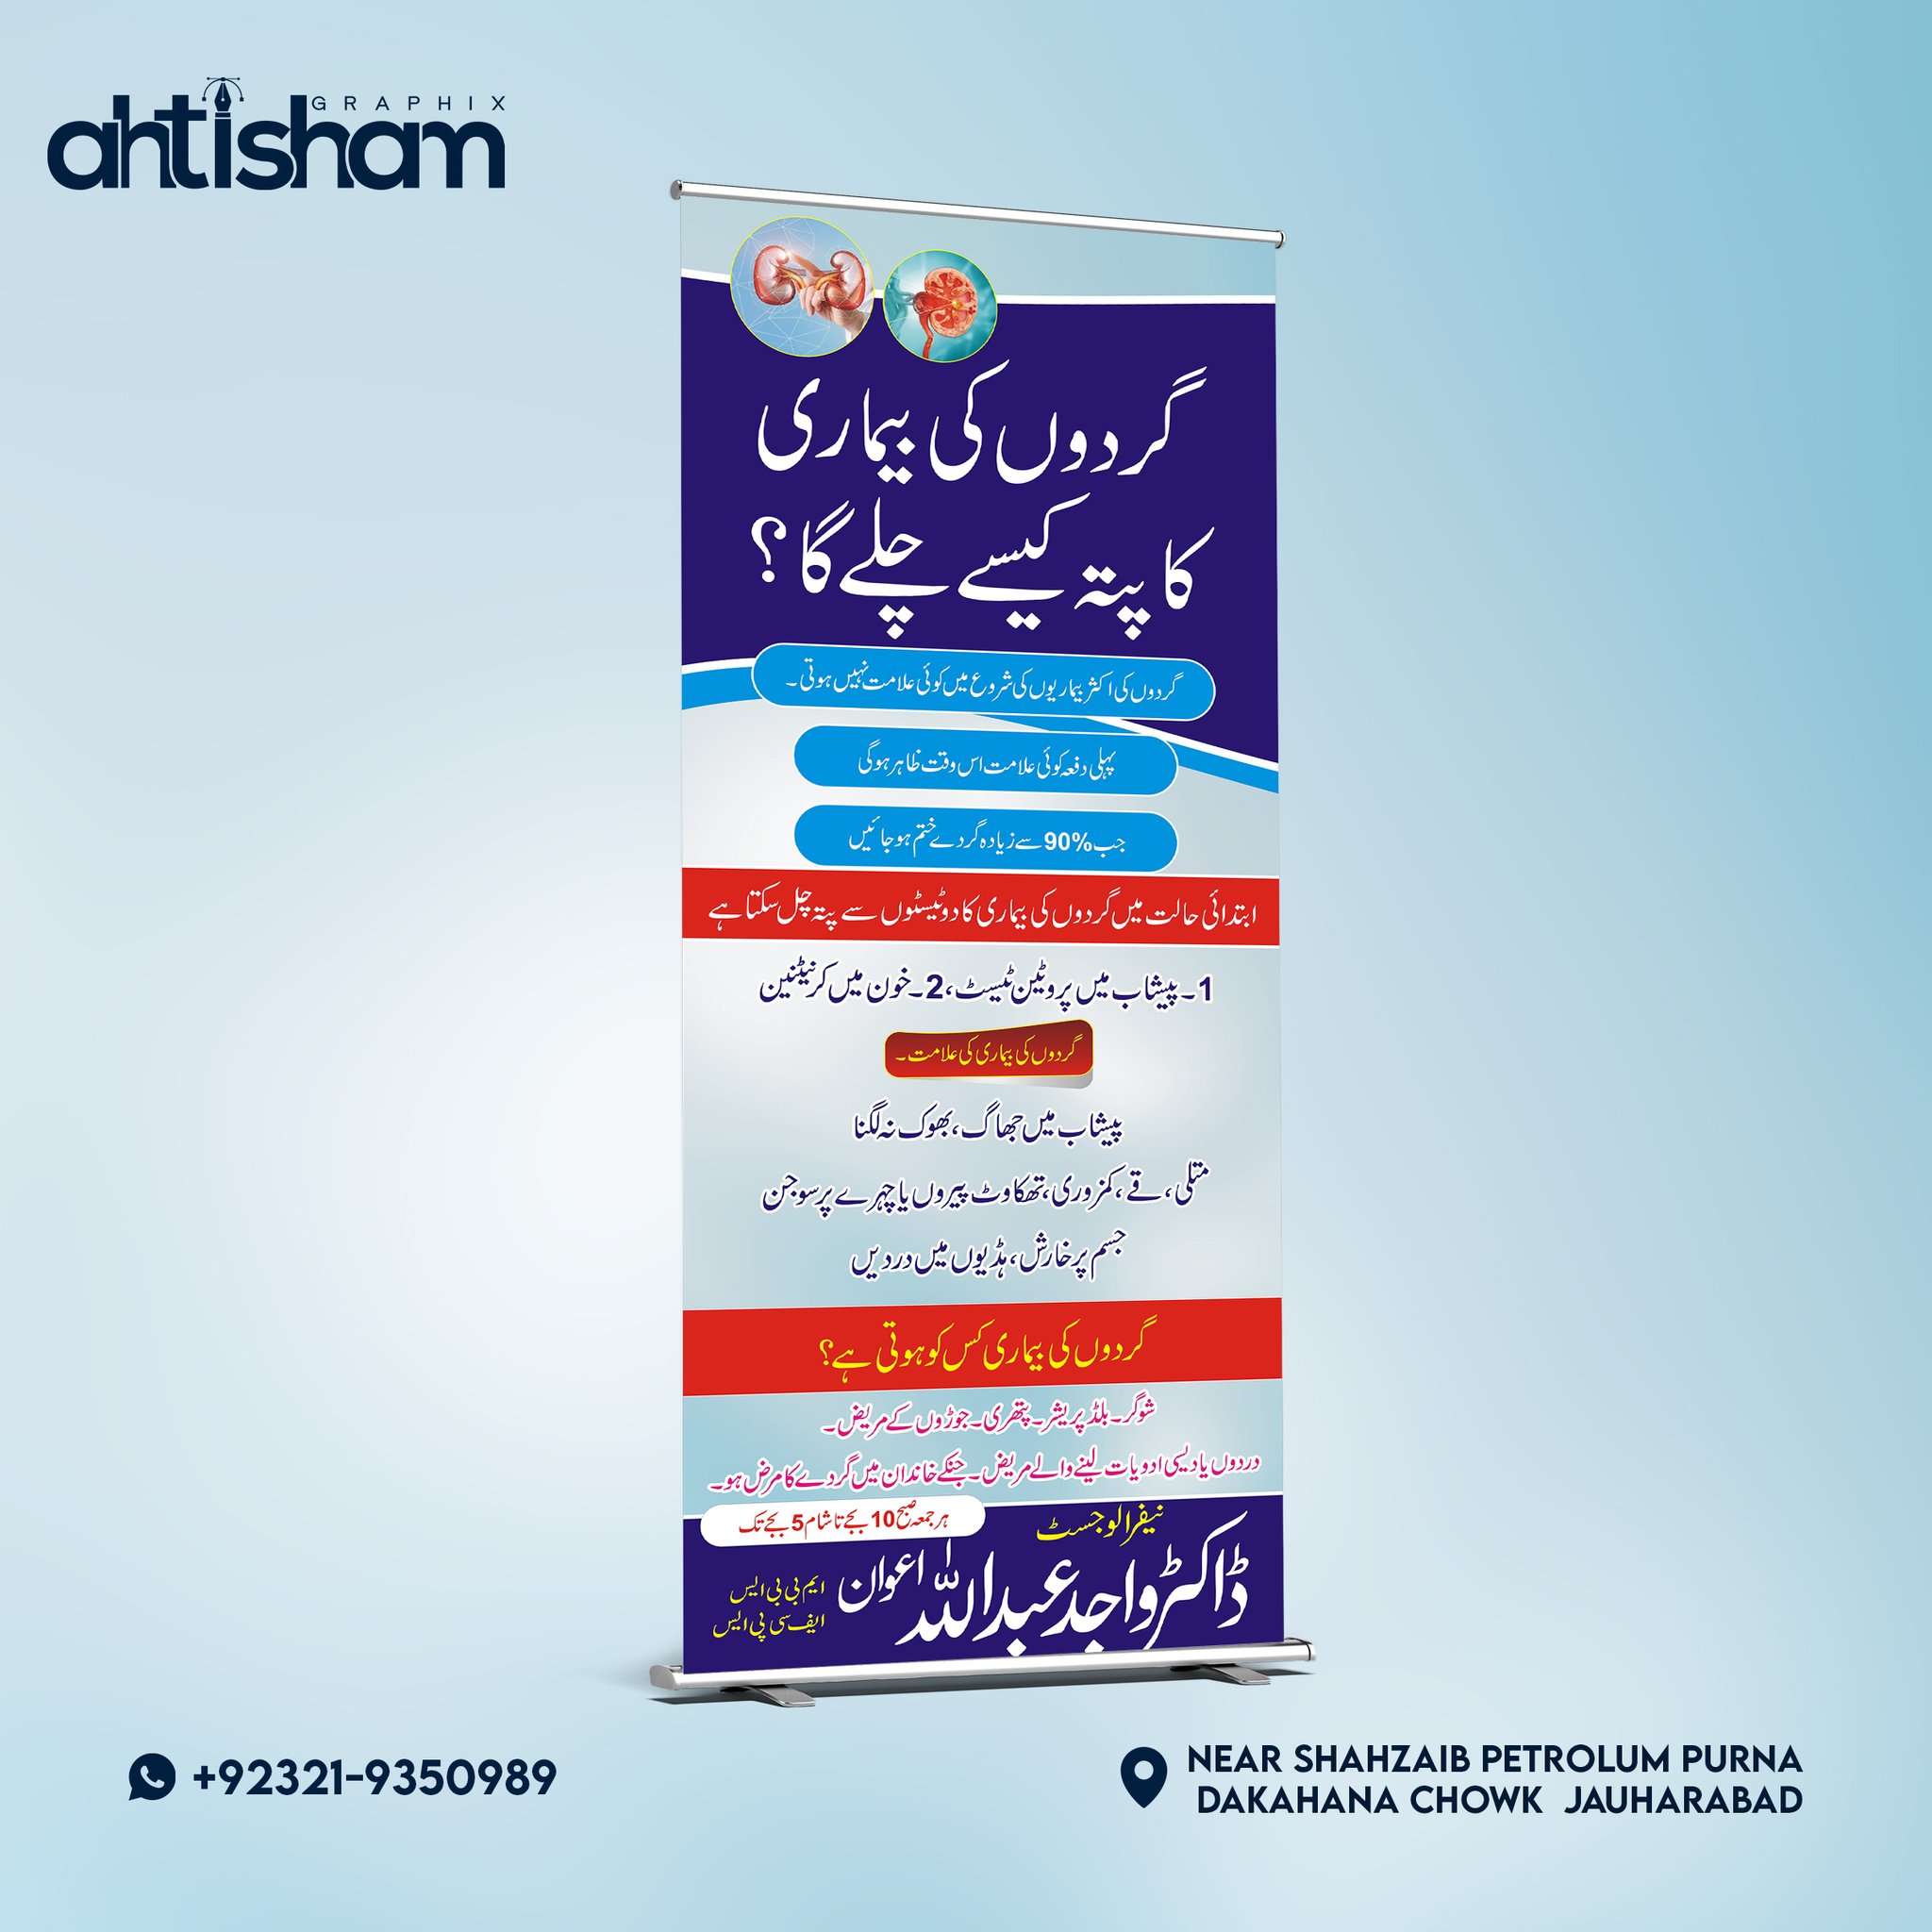 GRAPHIX
ahtisham
گردوں کی بیماری
کا پتہ کیسے چلے گا؟
گردوں کی اکثر بیماریوں کی شروع میں کوئی علامت نہیں ہوتی۔
پہلی دفعہ کوئی علامت اس وقت ظاہر ہوگی
جب %90 سے زیادہ گردے ختم ہو جائیں
ابتدائی حالت میں گردوں کی بیماری کا دو ٹیسٹوں سے پتہ چل سکتا ہے
1۔ پیشاب میں پروٹین ٹیسٹ، 2۔ خون میں کرنیٹنین
گردوں کی بیماری کی علامت۔
پیشاب میں جھاگ، بھوک نہ لگنا
متلی، قے، کمزوری، تھکاوٹ پیروں یا چہرے پر سوجن
جسم پر خارش، ہڈیوں میں دردیں
گردوں کی بیماری کس کو ہوتی ہے؟
شوگر۔ بلڈ پریشر۔ پتھری۔ جوڑوں کے مریض۔
دردوں یا دیسی ادویات لینے والے مریض۔ جنکے خاندان میں گردے کا مرض ہو۔
ہر جمعہ صبح 10 بجے تا شام 5 بجے تک
نیفرالوجسٹ
ڈاکٹر واجد عبداللہ اعوان
ایم بی بی ایس
ایف سی پی ایس
+92321-9350989
NEAR SHAHZAIB PETROLUM PURNA
DAKAHANA CHOWK JAUHARABAD